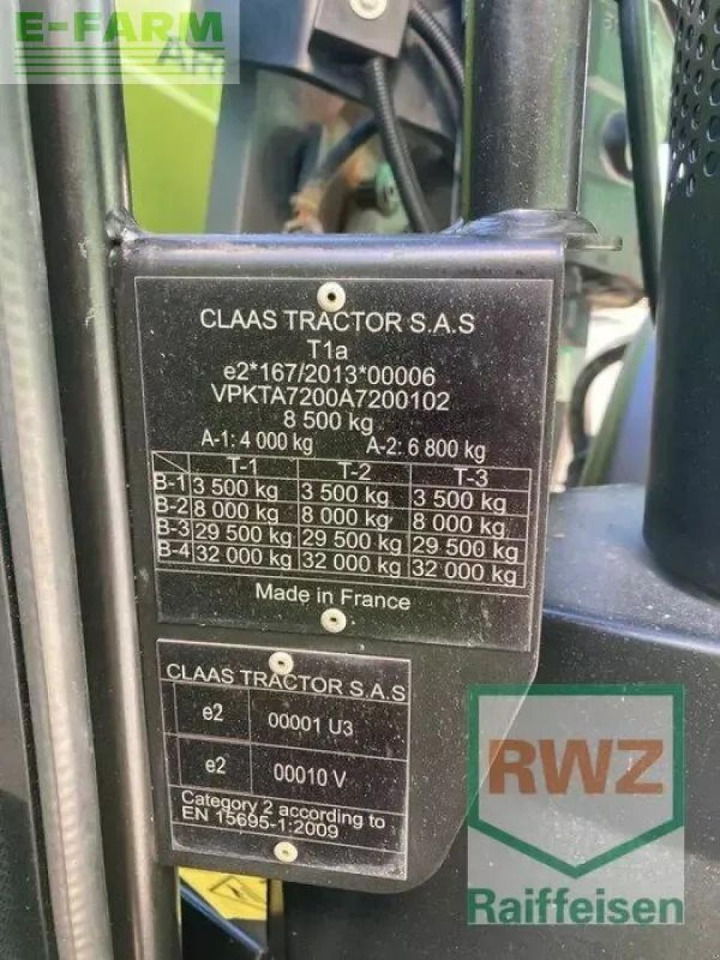 E-FARM
CLAAS TRACTOR S.A.S
T1a
e2*167/2013*00006
VPKTA7200A7200102
8 500 kg
A-1: 4 000 kg A-2: 6 800 kg
T-1 T-2 T-3
B-1 3 500 kg 3 500 kg 3 500 kg
B-2 8 000 kg 8 000 kg 8 000 kg
B-3 29 500 kg 29 500 kg 29 500 kg
B-4 32 000 kg 32 000 kg 32 000 kg
Made in France
CLAAS TRACTOR S.A.S
e2 00001 U3
e2 00010 V
Category 2 according to
EN 15695-1:2009
RWZ
Raiffeisen